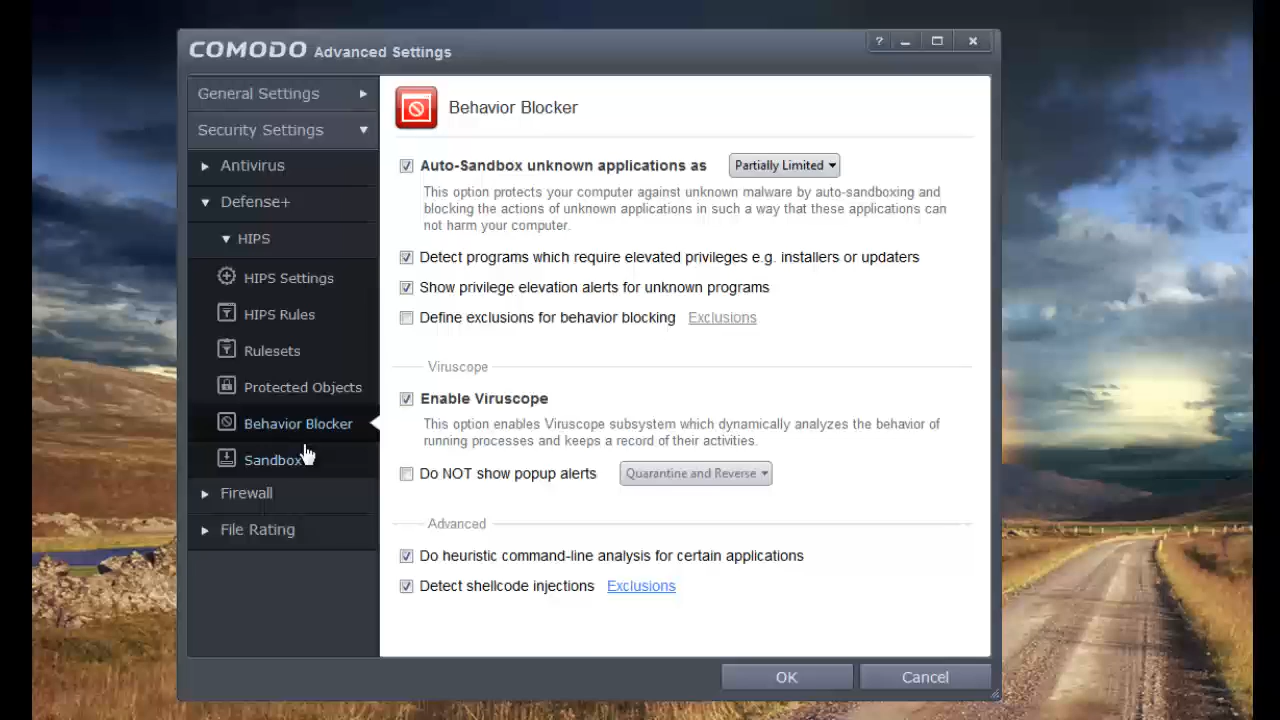 COMODO Advanced Settings
?
General Settings
Security Settings
Antivirus
Defense+
HIPS
HIPS Settings
HIPS Rules
Rulesets
Protected Objects
Behavior Blocker
Sandbox
Firewall
File Rating
Behavior Blocker
Auto-Sandbox unknown applications as Partially Limited
This option protects your computer against unknown malware by auto-sandboxing and
blocking the actions of unknown applications in such a way that these applications can
not harm your computer.
Detect programs which require elevated privileges e.g. installers or updaters
Show privilege elevation alerts for unknown programs
Define exclusions for behavior blocking Exclusions
Viruscope
Enable Viruscope
This option enables Viruscope subsystem which dynamically analyzes the behavior of
running processes and keeps a record of their activities.
Do NOT show popup alerts Quarantine and Reverse
Advanced
Do heuristic command-line analysis for certain applications
Detect shellcode injections Exclusions
OK Cancel